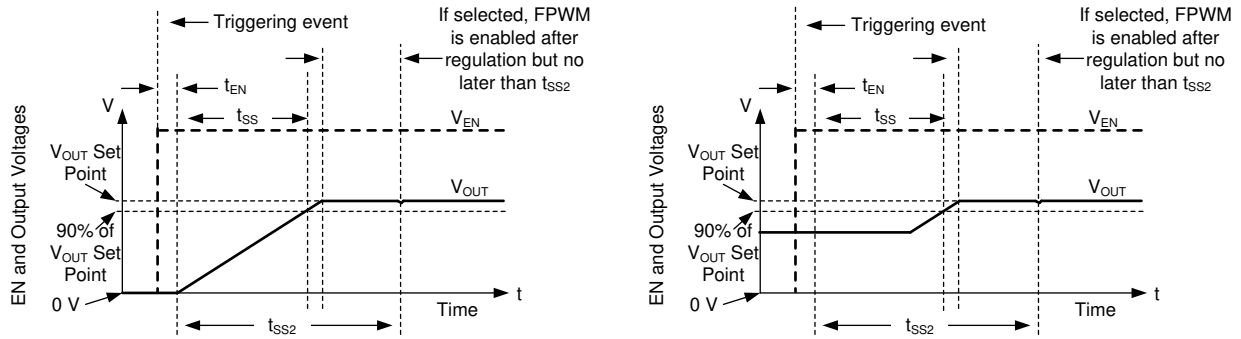 Triggering event
If selected, FPWM
is enabled after
regulation but no
later than tSS2
tEN
V
tSS
VEN
VOUT Set
Point
VOUT
90% of
VOUT Set
Point
0 V
t
Time
tSS2
EN and Output Voltages
Triggering event
If selected, FPWM
is enabled after
regulation but no
later than tSS2
tEN
V
tSS
VEN
VOUT Set
Point
VOUT
90% of
VOUT Set
Point
0 V
t
Time
tSS2
EN and Output Voltages